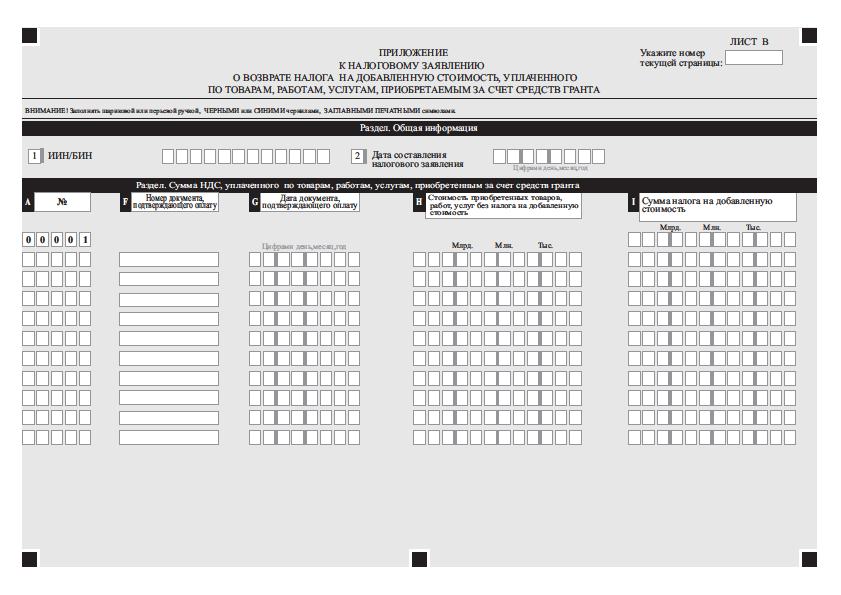 ЛИСТ В
ПРИЛОЖЕНИЕ
К НАЛОГОВОМУ ЗАЯВЛЕНИЮ
О ВОЗВРАТЕ НАЛОГА НА ДОБАВЛЕННУЮ СТОИМОСТЬ, УПЛАЧЕННОГО
ПО ТОВАРАМ, РАБОТАМ, УСЛУГАМ, ПРИОБРЕТАЕМЫМ ЗА СЧЕТ СРЕДСТВ ГРАНТА
Укажите номер
текущей страницы:
ВНИМАНИЕ! Заполнять шариковой или перьевой ручкой, ЧЕРНЫМИ или СИНИМИ чернилами, ЗАГЛАВНЫМИ ПЕЧАТНЫМИ символами.
Раздел. Общая информация
1 ИИН/БИН
2 Дата составления
налогового заявления
Цифрами день,месяц,год
Раздел. Сумма НДС, уплаченного по товарам, работам, услугам, приобретенным за счет средств гранта
A №
F Номер документа,
подтверждающего оплату
G Дата документа,
подтверждающего оплату
H Стоимость приобретенных товаров,
работ, услуг без налога на добавленную
стоимость
I Сумма налога на добавленную
стоимость
Млрд. Млн. Тыс.
0 0 0 0 1
Цифрами день,месяц,год
Млрд. Млн. Тыс.